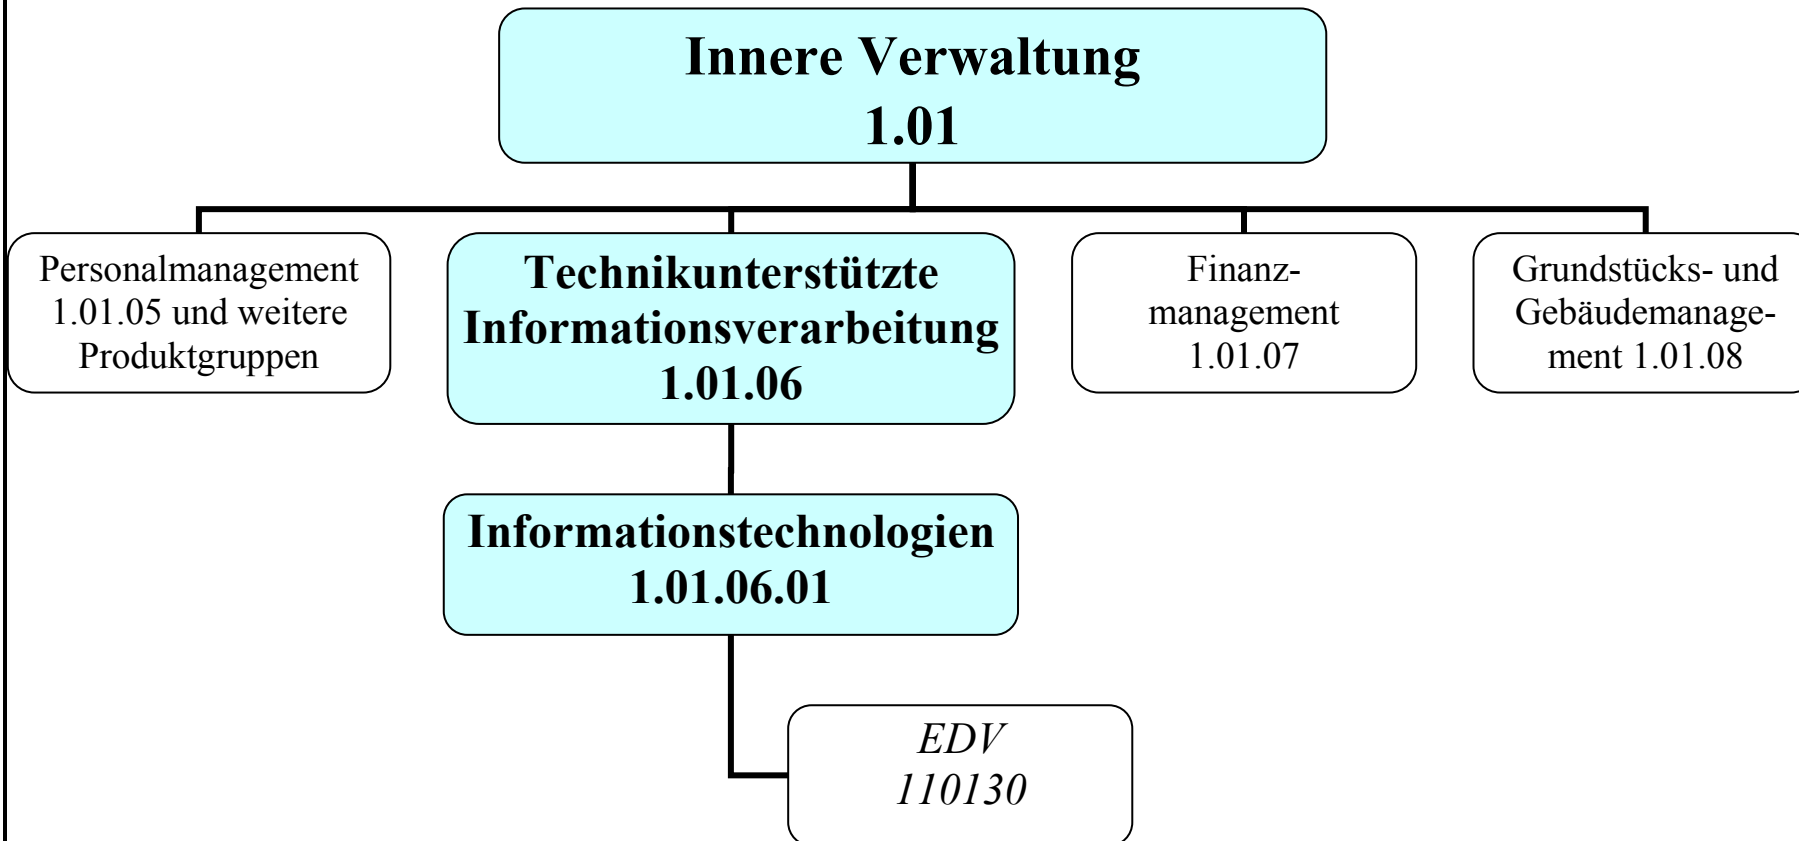 Innere Verwaltung
1.01
Personalmanagement
1.01.05 und weitere
Produktgruppen
Technikunterstützte
Informationsverarbeitung
1.01.06
Finanz-
management
1.01.07
Grundstücks- und
Gebäudemanage-
ment 1.01.08
Informationstechnologien
1.01.06.01
EDV
110130